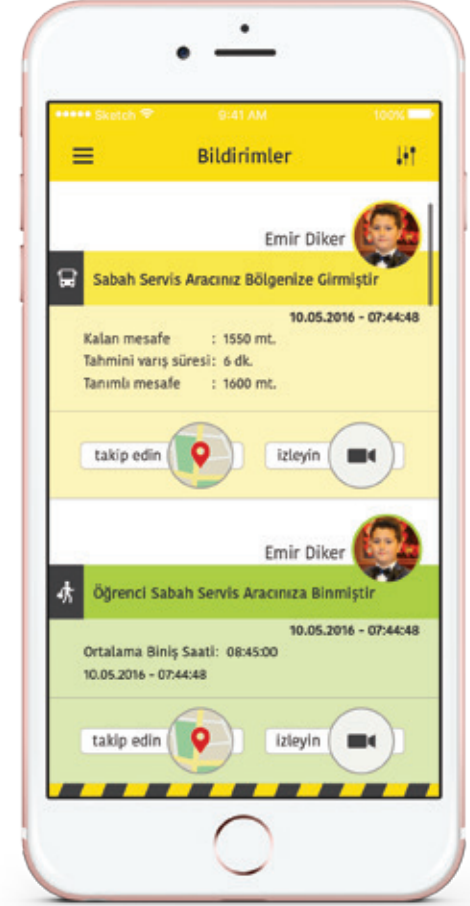 Sketch 9:41 AM 100%
Bildirimler
Emir Diker
Sabah Servis Aracınız Bölgenize Girmiştir
10.05.2016 - 07:44:48
Kalan mesafe : 1550 mt.
Tahmini varış süresi: 6 dk.
Tanımlı mesafe : 1600 mt.
takip edin izleyin
Emir Diker
Öğrenci Sabah Servis Aracınıza Binmiştir
10.05.2016 - 07:44:48
Ortalama Biniş Saati: 08:45:00
10.05.2016 - 07:44:48
takip edin izleyin